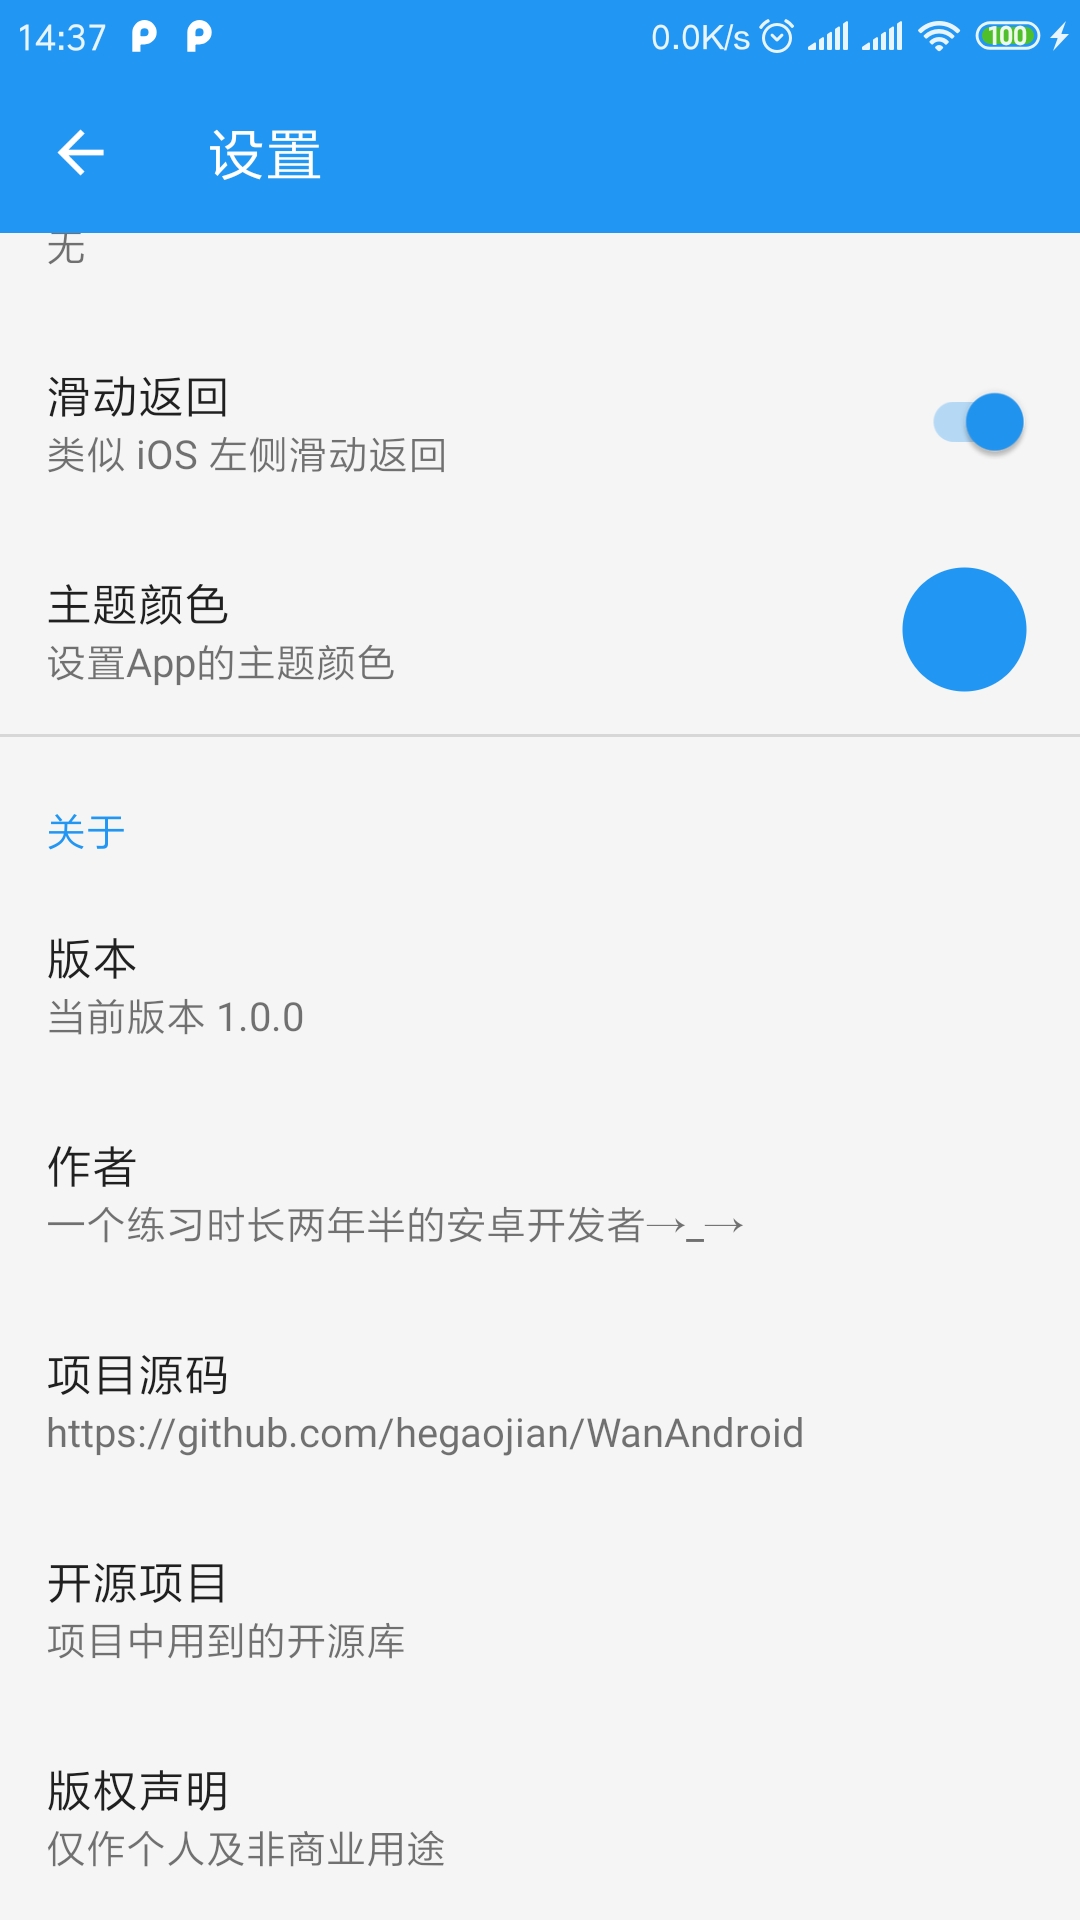 14:37
0.0K/s
100
设置
无
滑动返回
类似 iOS 左侧滑动返回
主题颜色
设置App的主题颜色
关于
版本
当前版本 1.0.0
作者
一个练习时长两年半的安卓开发者→_→
项目源码
https://github.com/hegaojian/WanAndroid
开源项目
项目中用到的开源库
版权声明
仅作个人及非商业用途